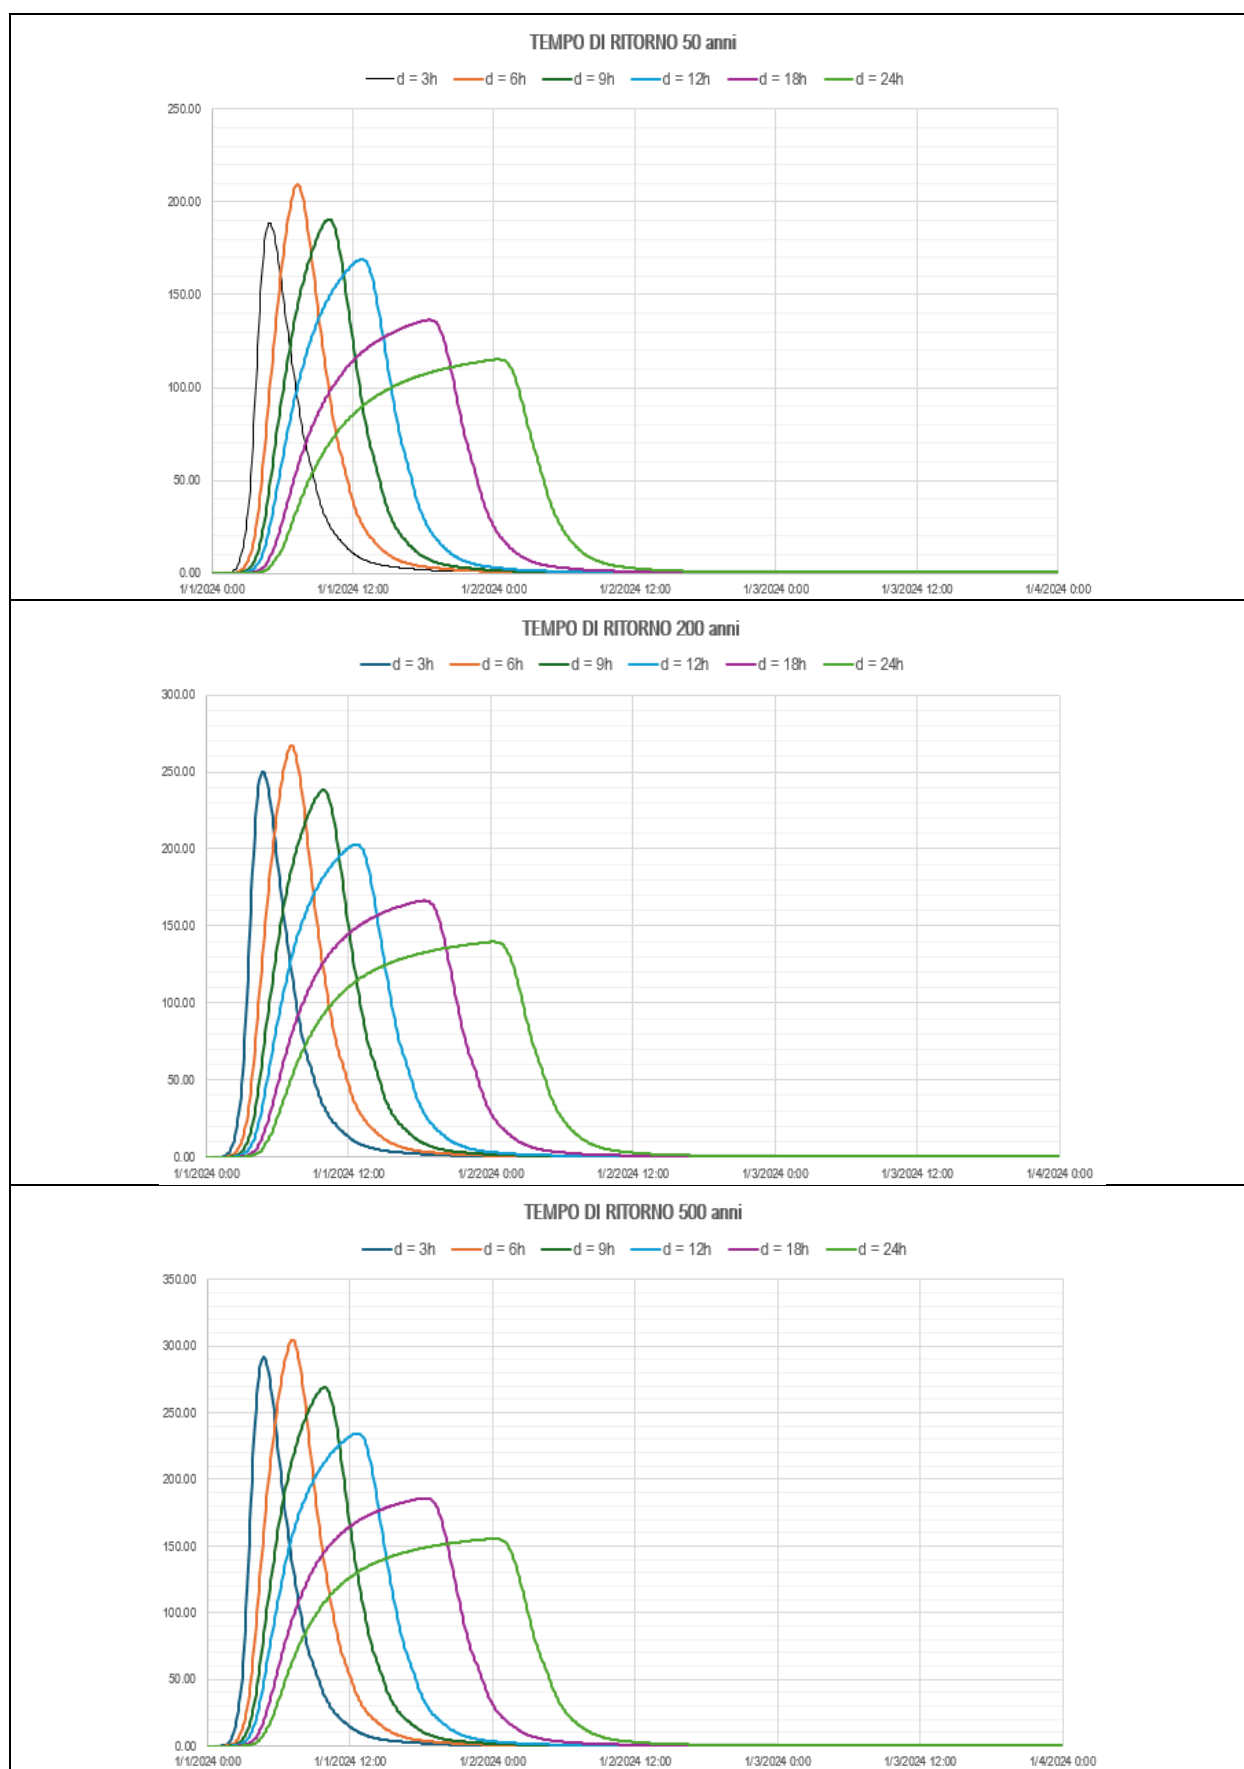 TEMPO DI RITORNO 50 anni
d = 3h d = 6h d = 9h d = 12h d = 18h d = 24h
250.00
200.00
150.00
100.00
50.00
0.00
1/1/2024 0:00 1/1/2024 12:00 1/2/2024 0:00 1/2/2024 12:00 1/3/2024 0:00 1/3/2024 12:00 1/4/2024 0:00
TEMPO DI RITORNO 200 anni
d = 3h d = 6h d = 9h d = 12h d = 18h d = 24h
300.00
250.00
200.00
150.00
100.00
50.00
0.00
1/1/2024 0:00 1/1/2024 12:00 1/2/2024 0:00 1/2/2024 12:00 1/3/2024 0:00 1/3/2024 12:00 1/4/2024 0:00
TEMPO DI RITORNO 500 anni
d = 3h d = 6h d = 9h d = 12h d = 18h d = 24h
350.00
300.00
250.00
200.00
150.00
100.00
50.00
0.00
1/1/2024 0:00 1/1/2024 12:00 1/2/2024 0:00 1/2/2024 12:00 1/3/2024 0:00 1/3/2024 12:00 1/4/2024 0:00